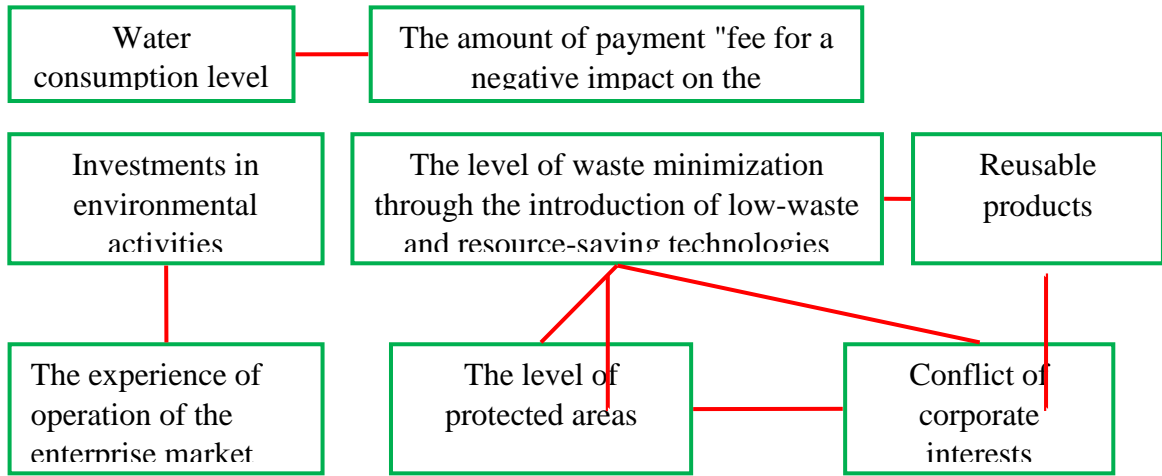 Water
consumption level
The amount of payment "fee for a
negative impact on the
Investments in
environmental
activities
The level of waste minimization
through the introduction of low-waste
and resource-saving technologies
Reusable
products
The experience of
operation of the
enterprise market
The level of
protected areas
Conflict of
corporate
interests